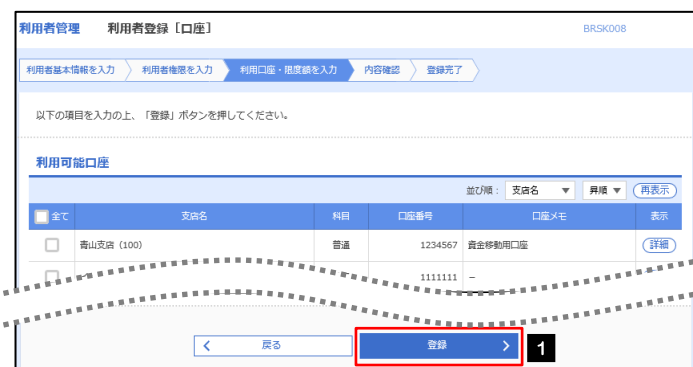 利用者管理 利用者登録［口座］ BRSK008
利用者基本情報を入力 利用者権限を入力 利用口座・限度額を入力 内容確認 登録完了
以下の項目を入力の上、「登録」ボタンを押してください。
利用可能口座
並び順： 支店名 ▼ 昇順 ▼ 再表示
全て 支店名 科目 口座番号 口座メモ 表示
青山支店（100） 普通 1234567 資金移動用口座 詳細
1111111 －
＜ 戻る 登録 ＞ 1